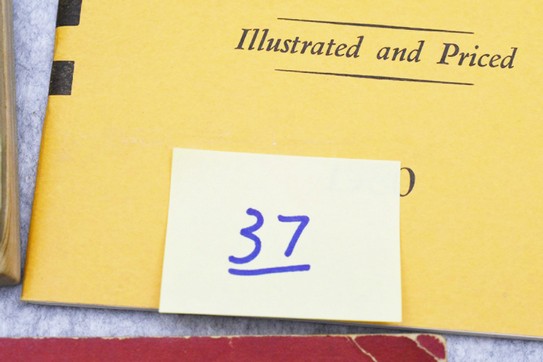 Illustrated and Priced
37